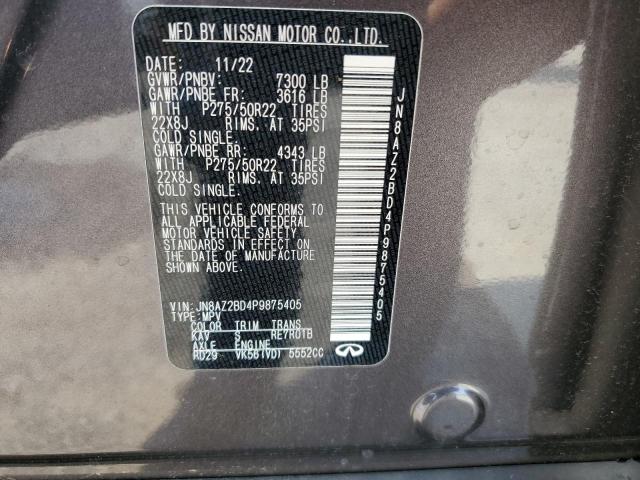 MFD BY NISSAN MOTOR CO.,LTD.
DATE: 11/22
GVWR/PNBV: 7300 LB
GAWR/PNBE FR: 3616 LB
WITH P275/50R22 TIRES
22X8J RIMS. AT 35PSI
COLD SINGLE.
GAWR/PNBE RR: 4343 LB
WITH P275/50R22 TIRES
22X8J RIMS. AT 35PSI
COLD SINGLE.
THIS VEHICLE CONFORMS TO
ALL APPLICABLE FEDERAL
MOTOR VEHICLE SAFETY
STANDARDS IN EFFECT ON
THE DATE OF MANUFACTURE
SHOWN ABOVE.
VIN: JN8AZ2BD4P9875405
TYPE: MPV
COLOR TRIM TRANS
KAV S RE7R01B
AXLE ENGINE
RD29 VK56(VD) 5552CC
INFINITI
JN8AZ2BD4P9875405